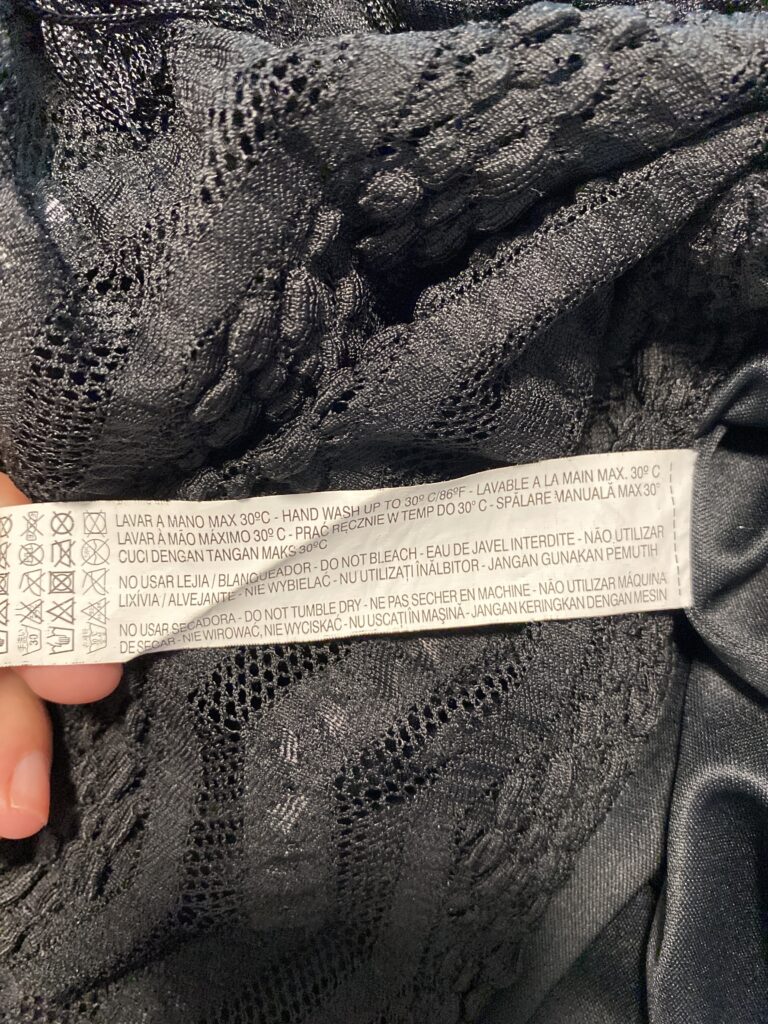 LAVAR A MANO MAX 30ºC - HAND WASH UP TO 30º C/86ºF - LAVABLE A LA MAIN MAX. 30º C
LAVAR À MÃO MÁXIMO 30º C - PRAĆ RĘCZNIE W TEMP DO 30° C - SPĂLARE MANUALĂ MAX 30°
CUCI DENGAN TANGAN MAKS 30ºC
NO USAR LEJIA / BLANQUEADOR - DO NOT BLEACH - EAU DE JAVEL INTERDITE - NÃO UTILIZAR
LIXÍVIA / ALVEJANTE - NIE WYBIELAĆ - NU UTILIZAȚI ÎNĂLBITOR - JANGAN GUNAKAN PEMUTIH
NO USAR SECADORA - DO NOT TUMBLE DRY - NE PAS SECHER EN MACHINE - NÃO UTILIZAR MÁQUINA
DE SECAR - NIE WIROWAĆ, NIE WYCISKAĆ - NU USCAȚI ÎN MAȘINĂ - JANGAN KERINGKAN DENGAN MESIN
30